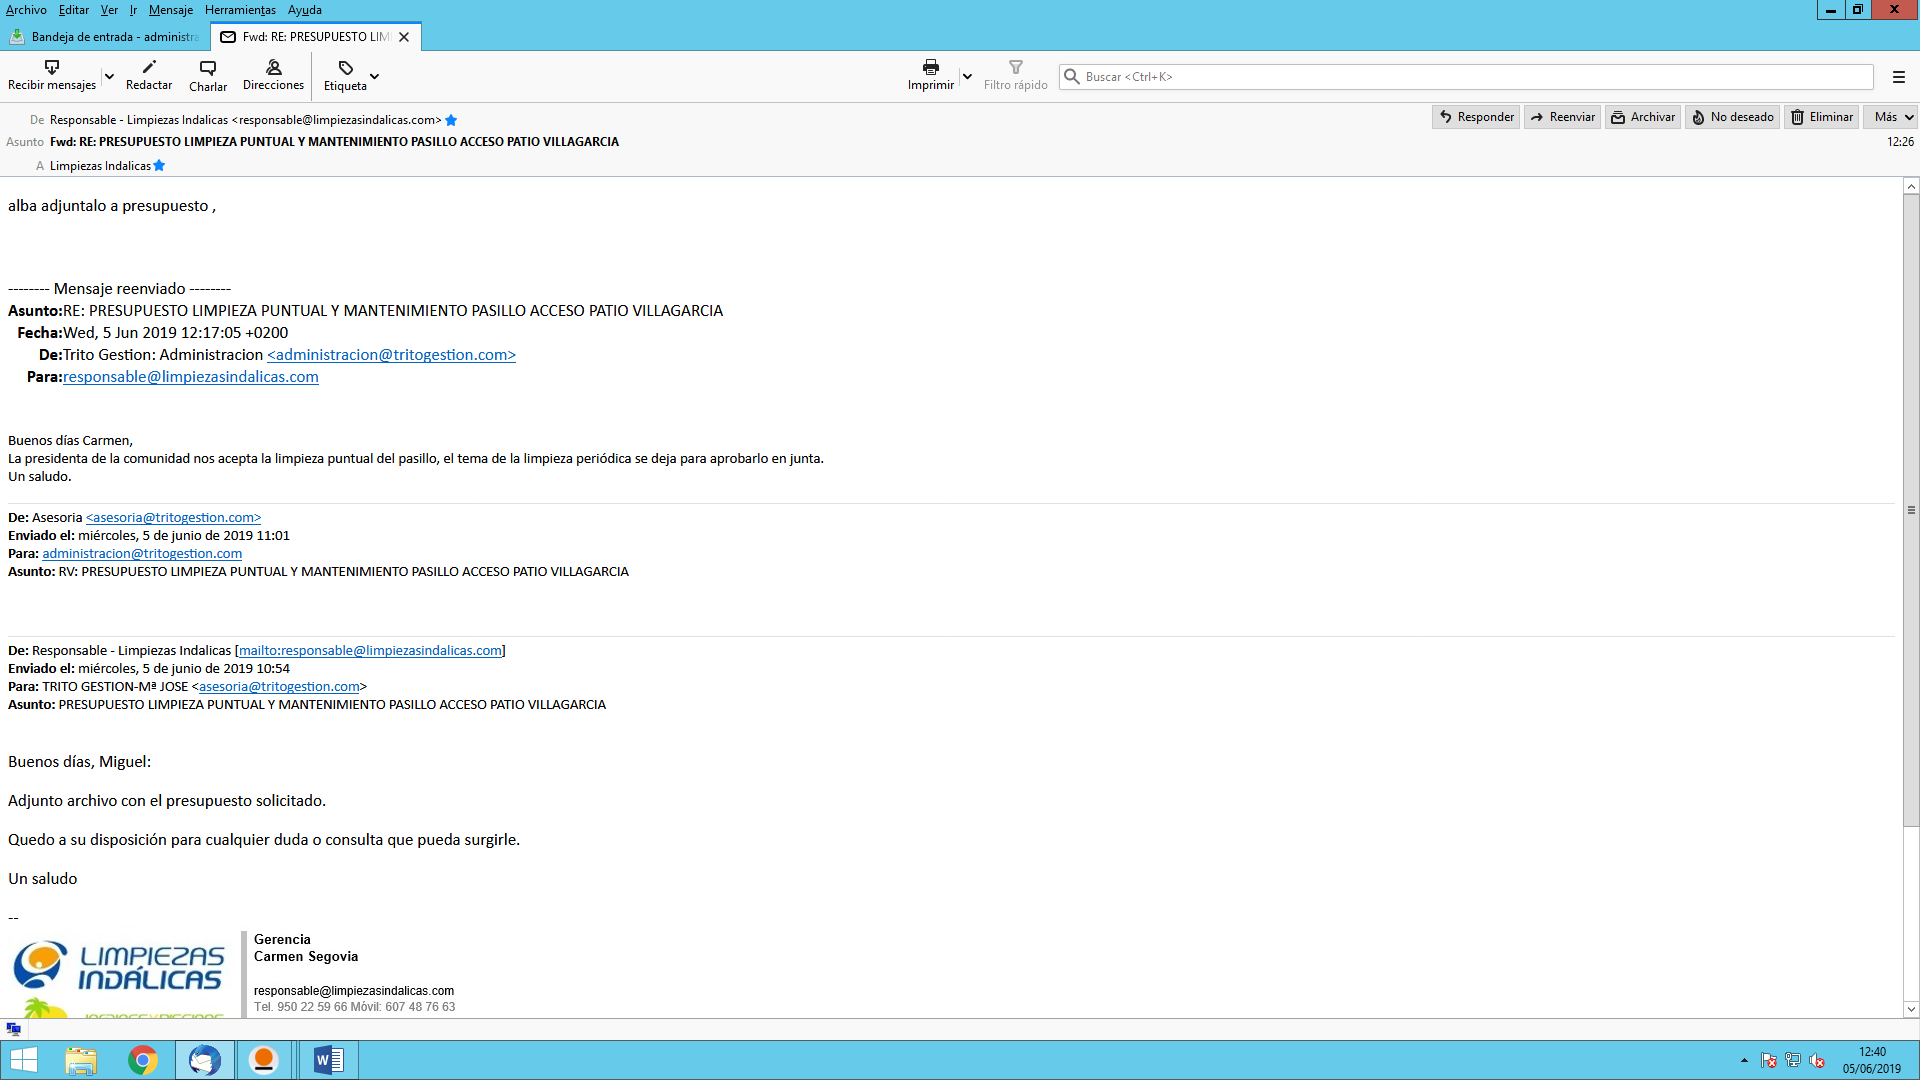 Archivo Editar Ver Ir Mensaje Herramientas Ayuda
Bandeja de entrada - administra
Fwd: RE: PRESUPUESTO LIM
Recibir mensajes Redactar Charlar Direcciones Etiqueta Imprimir Filtro rápido Buscar <Ctrl+K>
De Responsable - Limpiezas Indalicas <responsable@limpiezasindalicas.com> Responder Reenviar Archivar No deseado Eliminar Más
Asunto Fwd: RE: PRESUPUESTO LIMPIEZA PUNTUAL Y MANTENIMIENTO PASILLO ACCESO PATIO VILLAGARCIA 12:26
A Limpiezas Indalicas
alba adjuntalo a presupuesto ,
-------- Mensaje reenviado --------
Asunto:RE: PRESUPUESTO LIMPIEZA PUNTUAL Y MANTENIMIENTO PASILLO ACCESO PATIO VILLAGARCIA
Fecha:Wed, 5 Jun 2019 12:17:05 +0200
De:Trito Gestion: Administracion <administracion@tritogestion.com>
Para:responsable@limpiezasindalicas.com
Buenos días Carmen,
La presidenta de la comunidad nos acepta la limpieza puntual del pasillo, el tema de la limpieza periódica se deja para aprobarlo en junta.
Un saludo.
De: Asesoria <asesoria@tritogestion.com>
Enviado el: miércoles, 5 de junio de 2019 11:01
Para: administracion@tritogestion.com
Asunto: RV: PRESUPUESTO LIMPIEZA PUNTUAL Y MANTENIMIENTO PASILLO ACCESO PATIO VILLAGARCIA
De: Responsable - Limpiezas Indalicas [mailto:responsable@limpiezasindalicas.com]
Enviado el: miércoles, 5 de junio de 2019 10:54
Para: TRITO GESTION-Mª JOSE <asesoria@tritogestion.com>
Asunto: PRESUPUESTO LIMPIEZA PUNTUAL Y MANTENIMIENTO PASILLO ACCESO PATIO VILLAGARCIA
Buenos días, Miguel:
Adjunto archivo con el presupuesto solicitado.
Quedo a su disposición para cualquier duda o consulta que pueda surgirle.
Un saludo
--
LIMPIEZAS
INDÁLICAS
Gerencia
Carmen Segovia
responsable@limpiezasindalicas.com
Tel. 950 22 59 66 Móvil: 607 48 76 63
12:40
05/06/2019